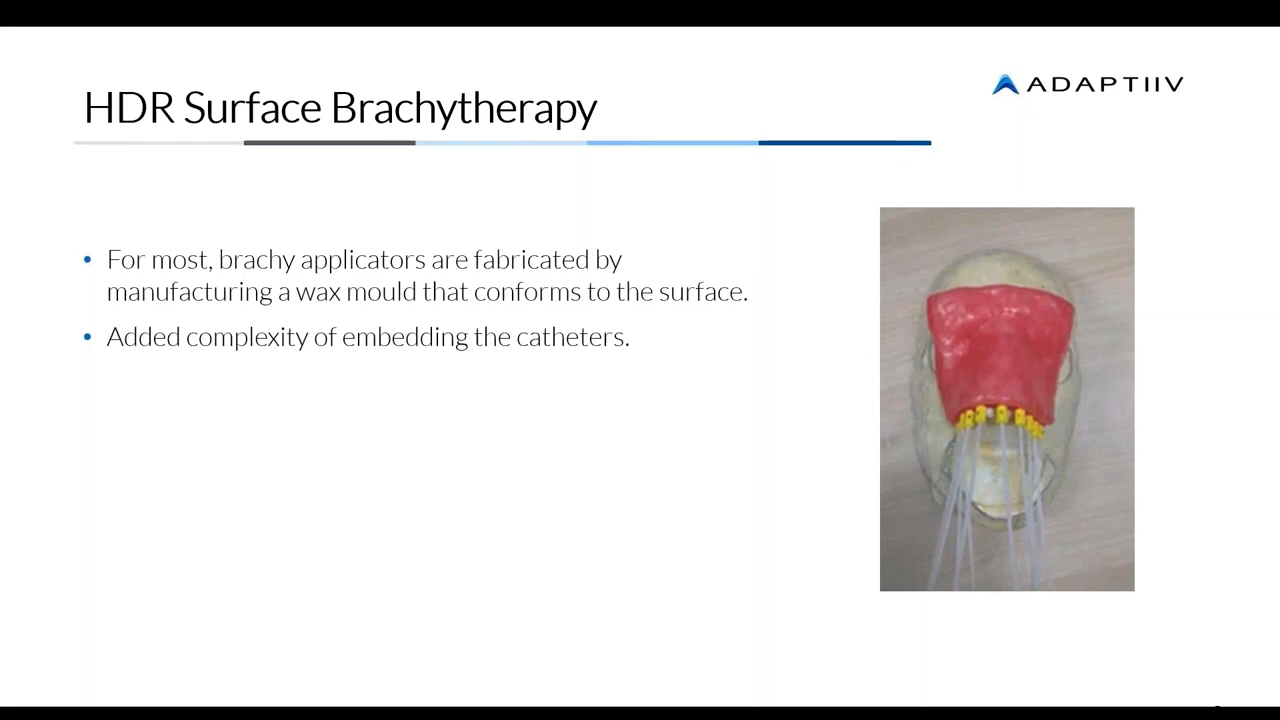 HDR Surface Brachytherapy
ADAPTIIV
• For most, brachy applicators are fabricated by
manufacturing a wax mould that conforms to the surface.
• Added complexity of embedding the catheters.